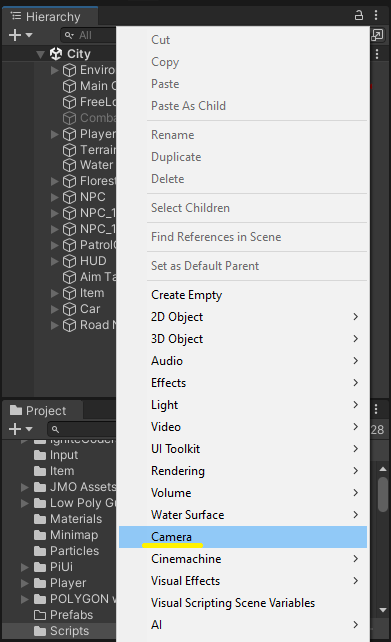 Hierarchy
All
City
Enviro
Main C
FreeLo
Comba
Player
Terrain
Water
Florest
NPC
NPC_1
NPC_1
PatrolC
HUD
Aim Ta
Item
Car
Road N
Cut
Copy
Paste
Paste As Child
Rename
Duplicate
Delete
Select Children
Find References in Scene
Set as Default Parent
Create Empty
2D Object
3D Object
Audio
Effects
Light
Video
UI Toolkit
Rendering
Volume
Water Surface
Camera
Cinemachine
Visual Effects
Visual Scripting Scene Variables
AI
Project
28
IgniteCoder
Input
Item
JMO Assets
Low Poly Gu
Materials
Minimap
Particles
PiUi
Player
POLYGON w
Prefabs
Scripts